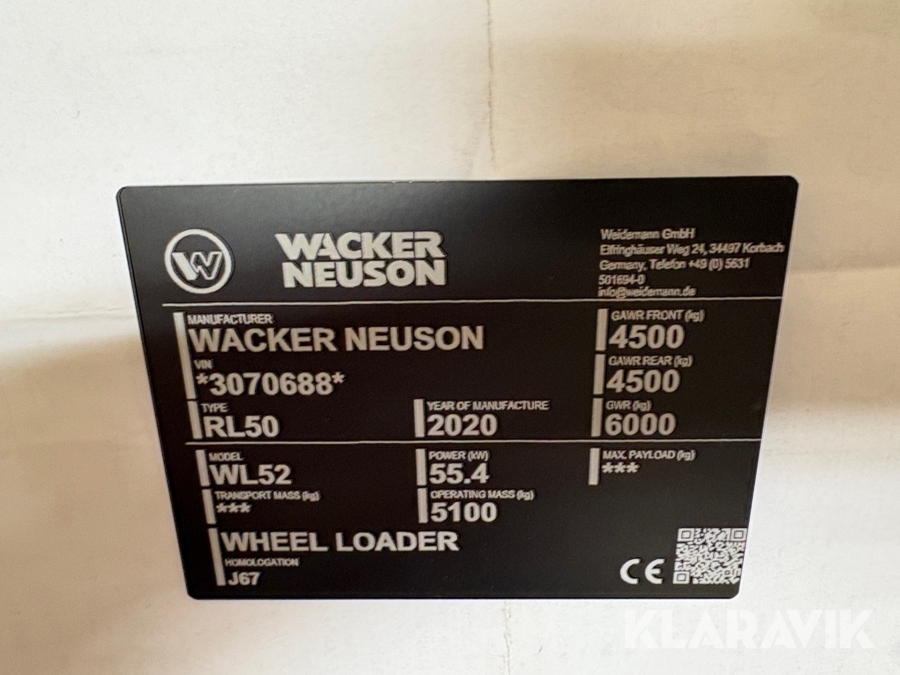 W
WACKER
NEUSON
Weidemann GmbH
Elfringhäuser Weg 24, 34497 Korbach
Germany, Telefon +49 (0) 5631
501694-0
info@weidemann.de
MANUFACTURER
WACKER NEUSON
GAWR FRONT (kg)
4500
VIN
*3070688*
GAWR REAR (kg)
4500
TYPE
RL50
YEAR OF MANUFACTURE
2020
GWR (kg)
6000
MODEL
WL52
POWER (kW)
55.4
MAX. PAYLOAD (kg)
***
TRANSPORT MASS (kg)
***
OPERATING MASS (kg)
5100
WHEEL LOADER
HOMOLOGATION
J67
CE
KLARAVIK